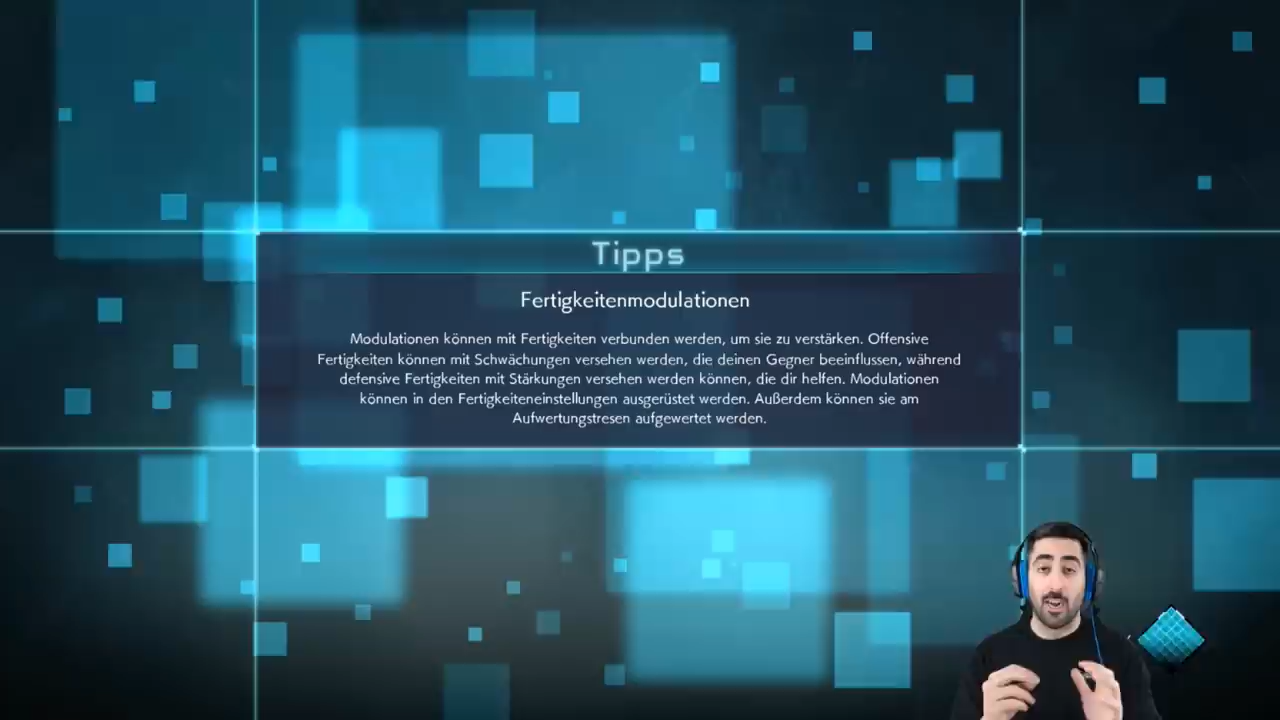 Tipps
Fertigkeitenmodulationen
Modulationen können mit Fertigkeiten verbunden werden, um sie zu verstärken. Offensive
Fertigkeiten können mit Schwächungen versehen werden, die deinen Gegner beeinflussen, während
defensive Fertigkeiten mit Stärkungen versehen werden können, die dir helfen. Modulationen
können in den Fertigkeiteneinstellungen ausgerüstet werden. Außerdem können sie am
Aufwertungstresen aufgewertet werden.